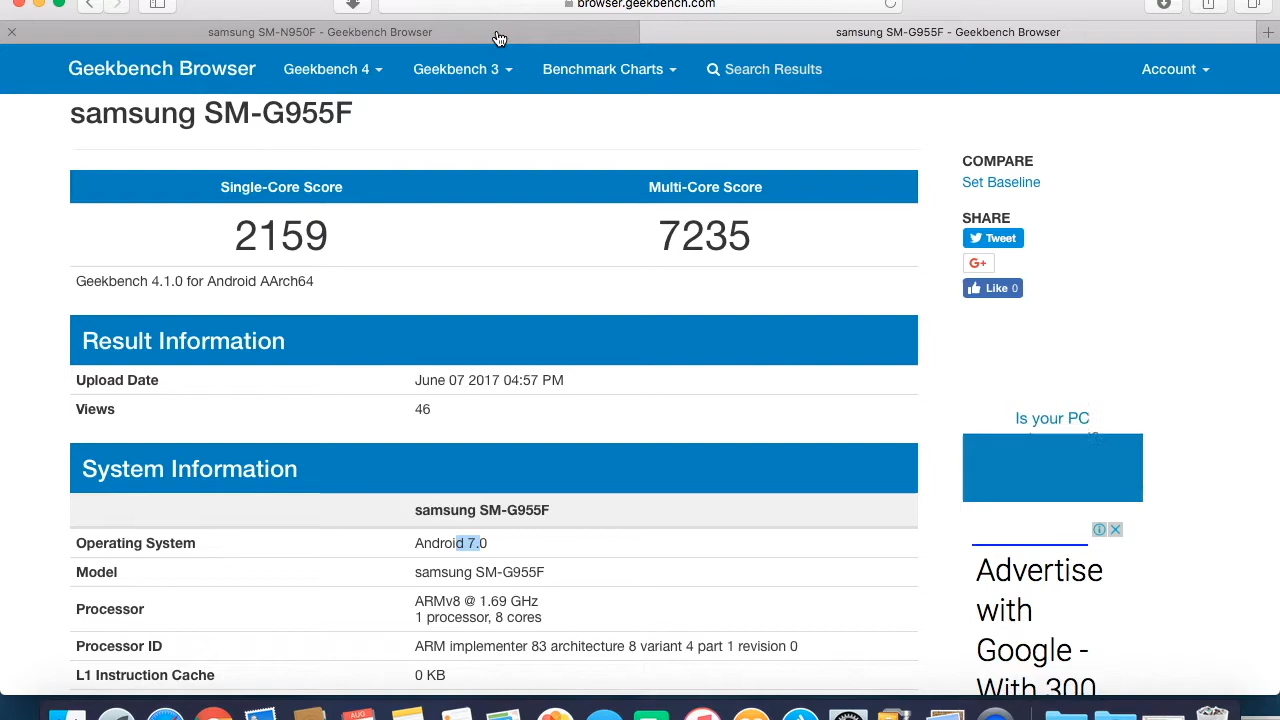 browser.geekbench.com
samsung SM-N950F - Geekbench Browser
samsung SM-G955F - Geekbench Browser
Geekbench Browser Geekbench 4 Geekbench 3 Benchmark Charts Search Results Account
samsung SM-G955F
Single-Core Score Multi-Core Score
2159 7235
Geekbench 4.1.0 for Android AArch64
Result Information
Upload Date June 07 2017 04:57 PM
Views 46
System Information
samsung SM-G955F
Operating System Android 7.0
Model samsung SM-G955F
Processor ARMv8 @ 1.69 GHz
1 processor, 8 cores
Processor ID ARM implementer 83 architecture 8 variant 4 part 1 revision 0
L1 Instruction Cache 0 KB
COMPARE
Set Baseline
SHARE
Tweet
G+
Like 0
Is your PC
Advertise
with
Google -
With 300
AUG